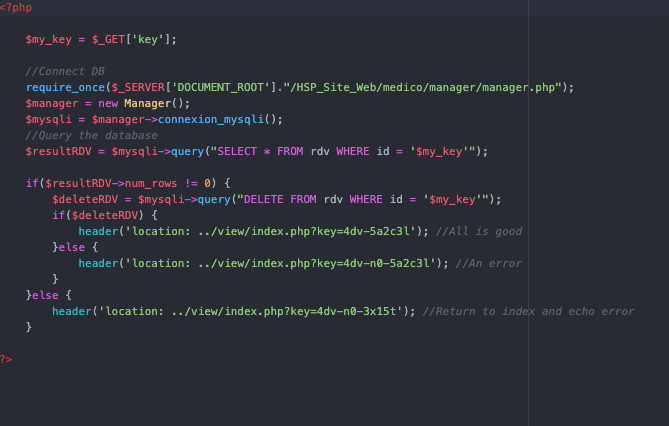 <?php
$my_key = $_GET['key'];
//Connect DB
require_once($_SERVER['DOCUMENT_ROOT']."/HSP_Site_Web/medico/manager/manager.php");
$manager = new Manager();
$mysqli = $manager->connexion_mysqli();
//Query the database
$resultRDV = $mysqli->query("SELECT * FROM rdv WHERE id = '$my_key'");
if($resultRDV->num_rows != 0) {
$deleteRDV = $mysqli->query("DELETE FROM rdv WHERE id = '$my_key'");
if($deleteRDV) {
header('location: ../view/index.php?key=4dv-5a2c3l'); //All is good
}else {
header('location: ../view/index.php?key=4dv-n0-5a2c3l'); //An error
}
}else {
header('location: ../view/index.php?key=4dv-n0-3x15t'); //Return to index and echo error
}
?>